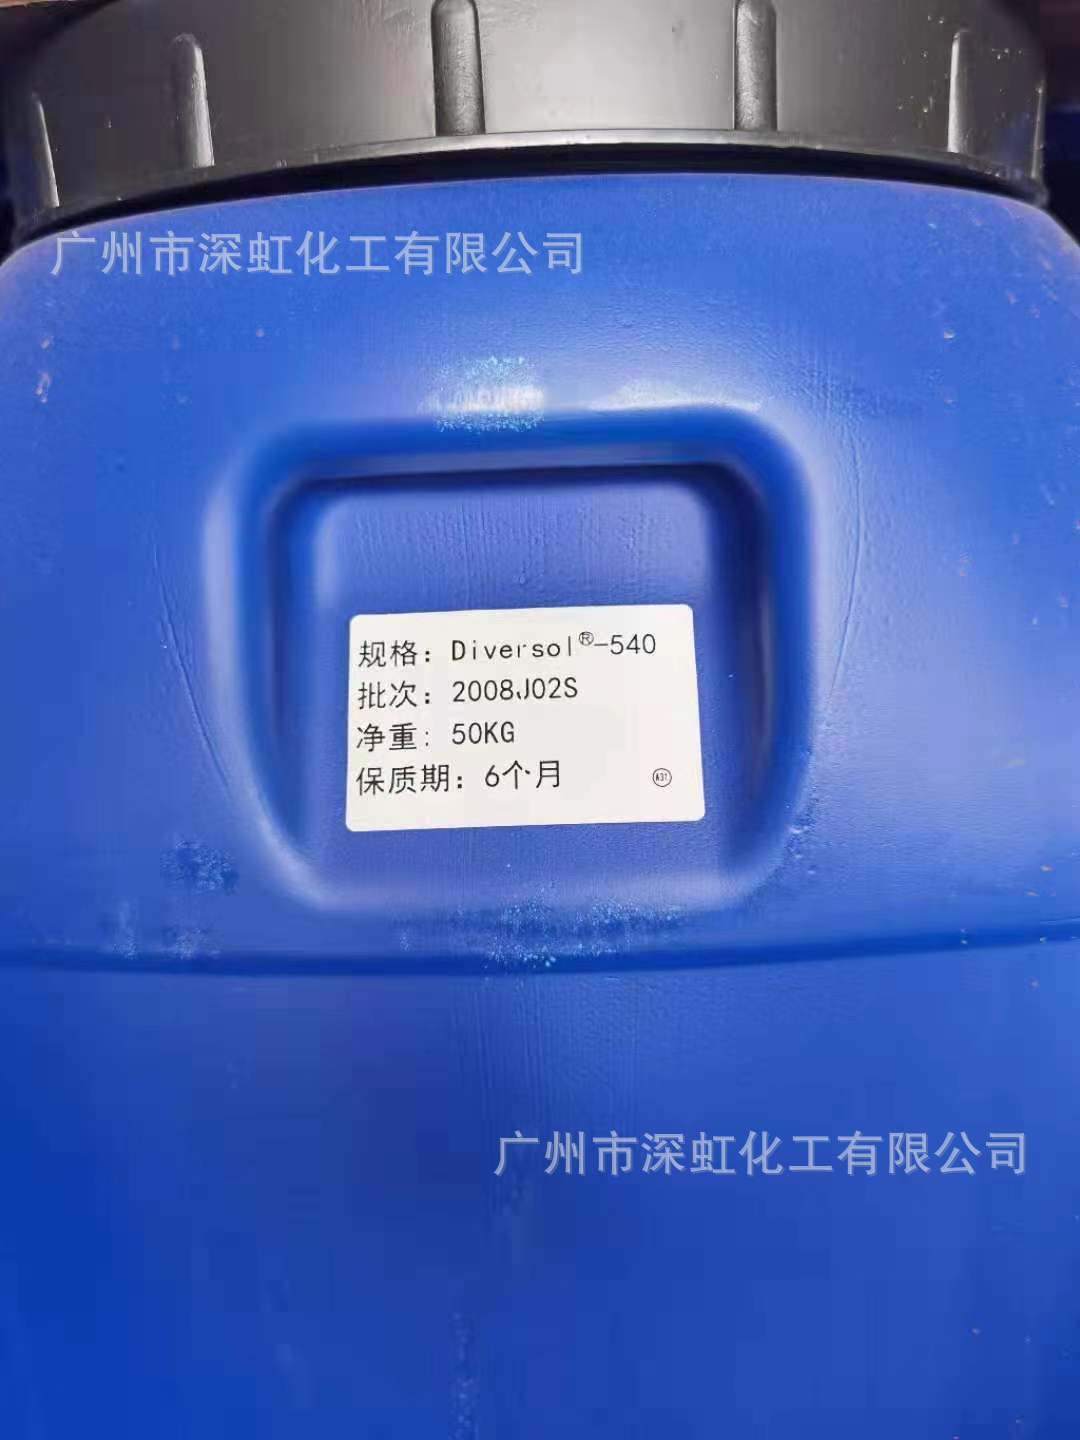 广州市深虹化工有限公司
规格：Diversol®-540
批次：2008J02S
净重：50KG
保质期：6个月
A31
广州市深虹化工有限公司